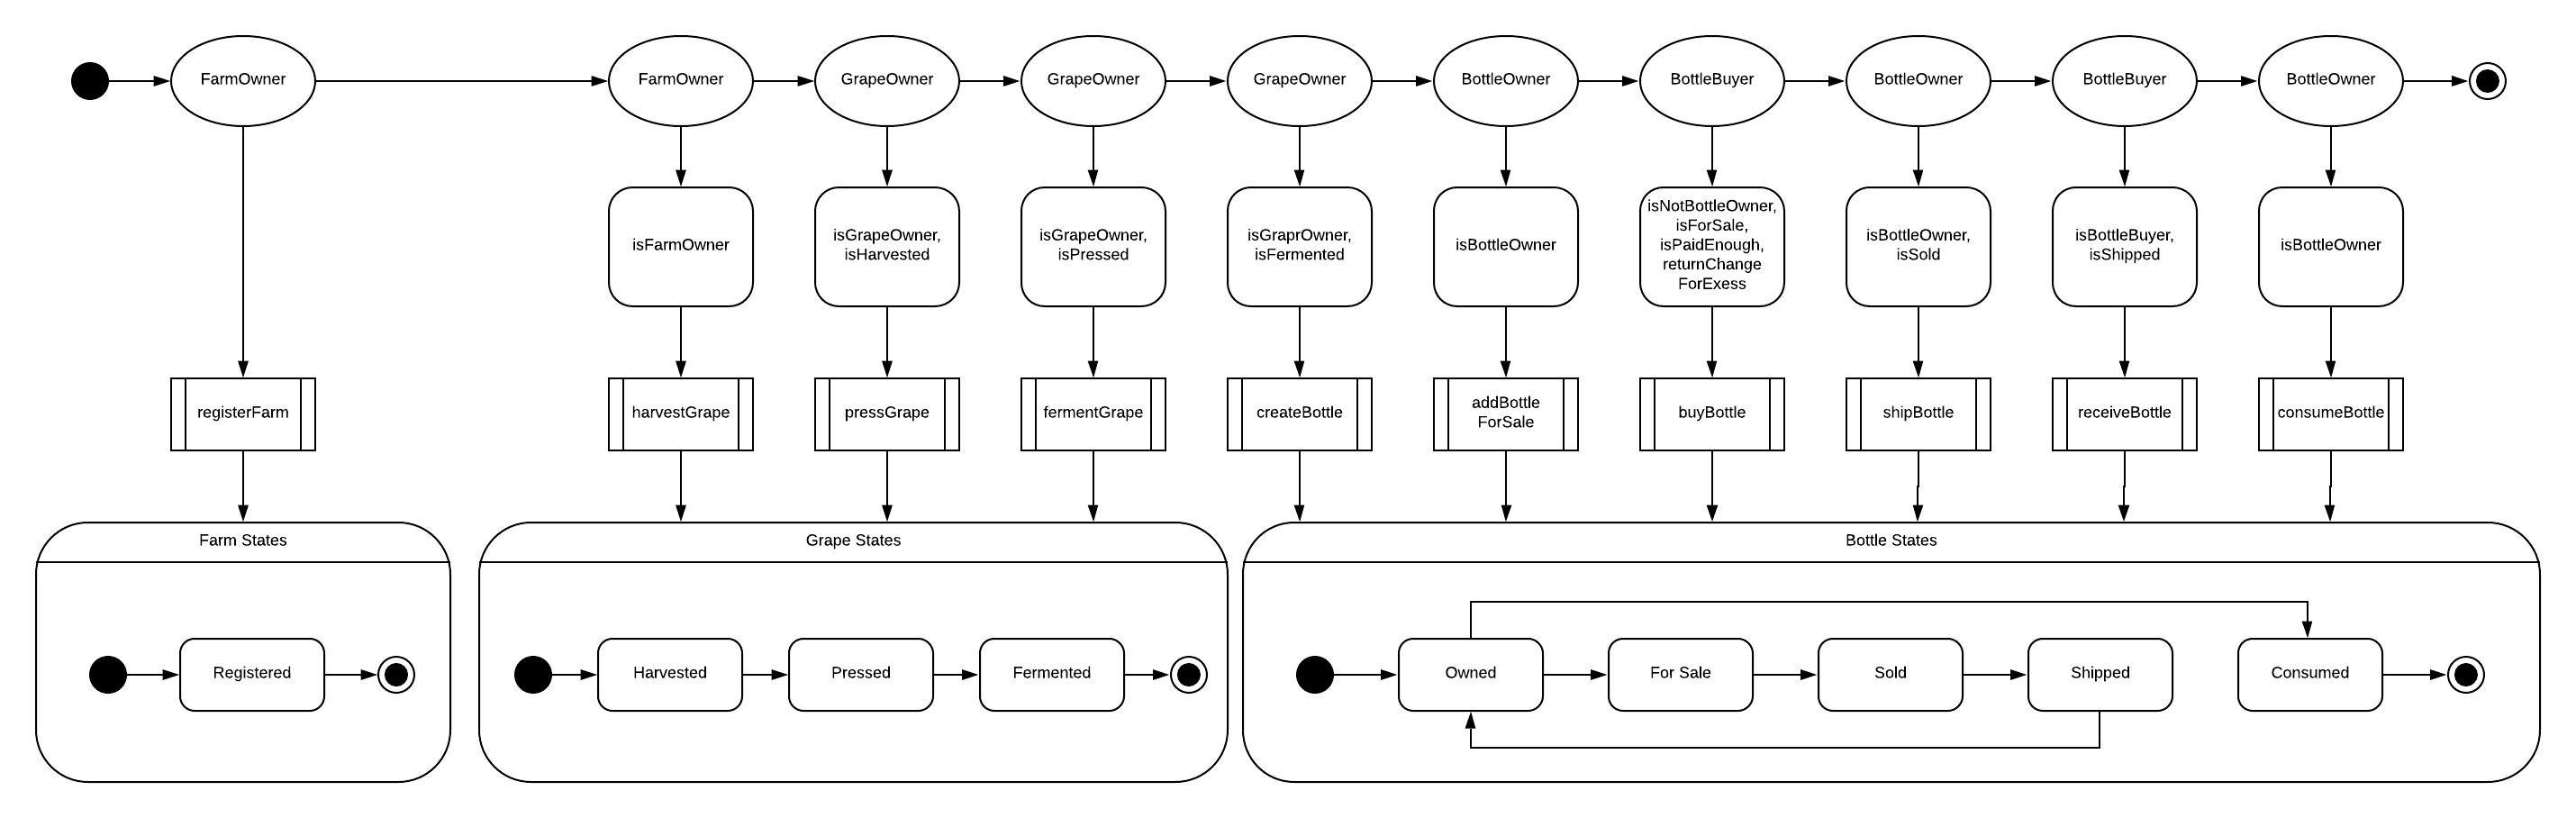 FarmOwner
FarmOwner
GrapeOwner
GrapeOwner
GrapeOwner
BottleOwner
BottleBuyer
BottleOwner
BottleBuyer
BottleOwner
isFarmOwner
isGrapeOwner,
isHarvested
isGrapeOwner,
isPressed
isGraprOwner,
isFermented
isBottleOwner
isNotBottleOwner,
isForSale,
isPaidEnough,
returnChange
ForExess
isBottleOwner,
isSold
isBottleBuyer,
isShipped
isBottleOwner
registerFarm
harvestGrape
pressGrape
fermentGrape
createBottle
addBottle
ForSale
buyBottle
shipBottle
receiveBottle
consumeBottle
Farm States
Grape States
Bottle States
Registered
Harvested
Pressed
Fermented
Owned
For Sale
Sold
Shipped
Consumed